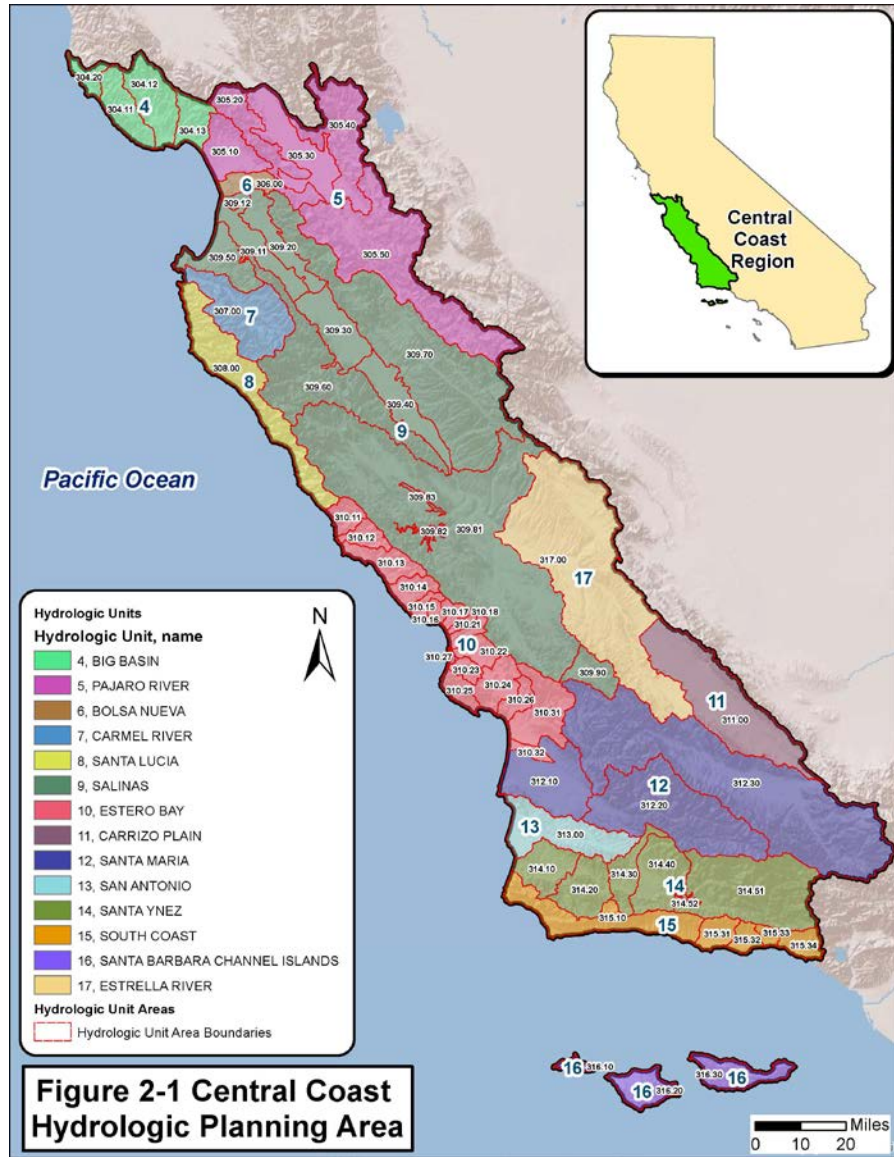 Central
Coast
Region
304.20
304.12
304.11
4
304.13
305.20
305.40
305.10
305.30
6
306.00
5
309.12
309.20
309.11
309.50
305.50
307.00
7
309.30
308.00
8
309.70
309.60
309.40
9
Pacific Ocean
309.83
309.82
309.81
310.11
310.12
310.13
317.00
17
310.14
310.15
310.17
310.18
310.16
310.21
10
310.22
310.27
310.23
309.90
310.24
310.25
310.26
310.31
11
311.00
310.32
312.10
12
312.30
312.20
13
313.00
314.10
314.40
314.30
314.20
14
314.51
314.52
315.10
15
315.31
315.33
315.32
315.34
16
316.10
316.30
16
16
316.20
Hydrologic Units
Hydrologic Unit, name
N
4, BIG BASIN
5, PAJARO RIVER
6, BOLSA NUEVA
7, CARMEL RIVER
8, SANTA LUCIA
9, SALINAS
10, ESTERO BAY
11, CARRIZO PLAIN
12, SANTA MARIA
13, SAN ANTONIO
14, SANTA YNEZ
15, SOUTH COAST
16, SANTA BARBARA CHANNEL ISLANDS
17, ESTRELLA RIVER
Hydrologic Unit Areas
Hydrologic Unit Area Boundaries
Figure 2-1 Central Coast
Hydrologic Planning Area
Miles
0 10 20